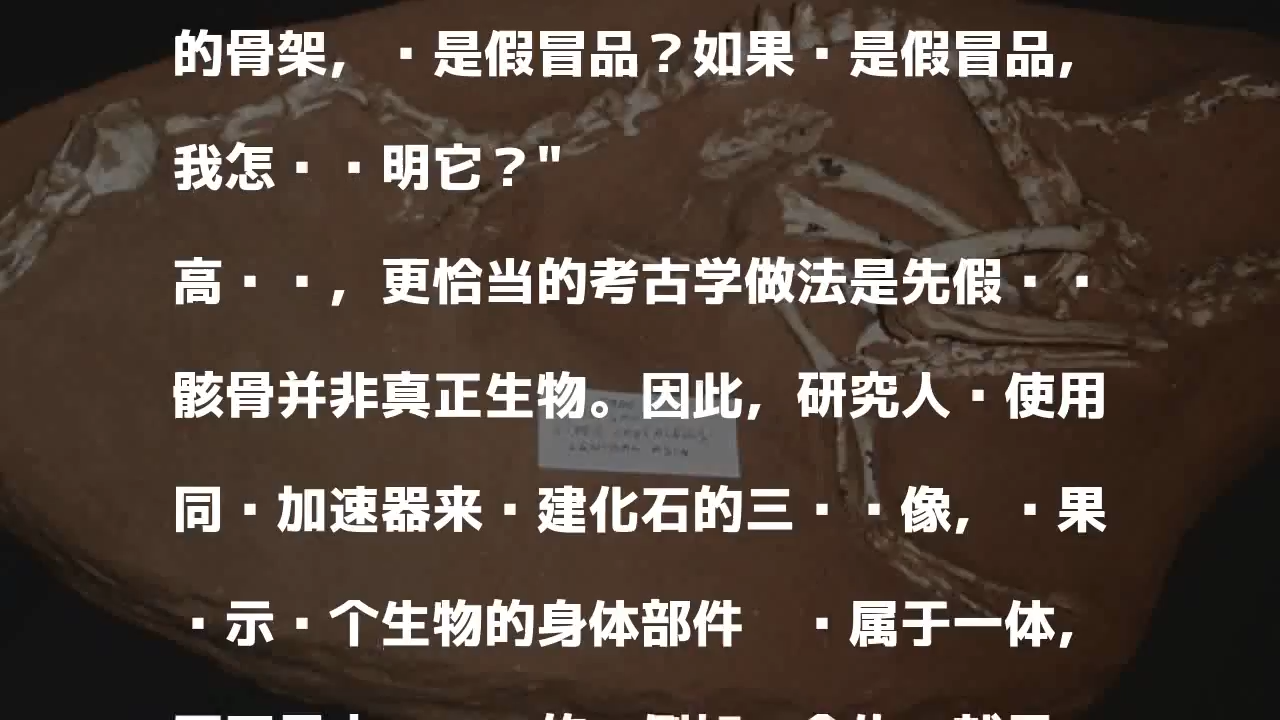 的骨架，▪是假冒品？如果▪是假冒品，
我怎▪▪明它？"
高▪▪，更恰当的考古学做法是先假▪▪
骸骨并非真正生物。因此，研究人▪使用
同▪加速器来▪建化石的三▪▪像，▪果
▪示▪个生物的身体部件　▪属于一体，